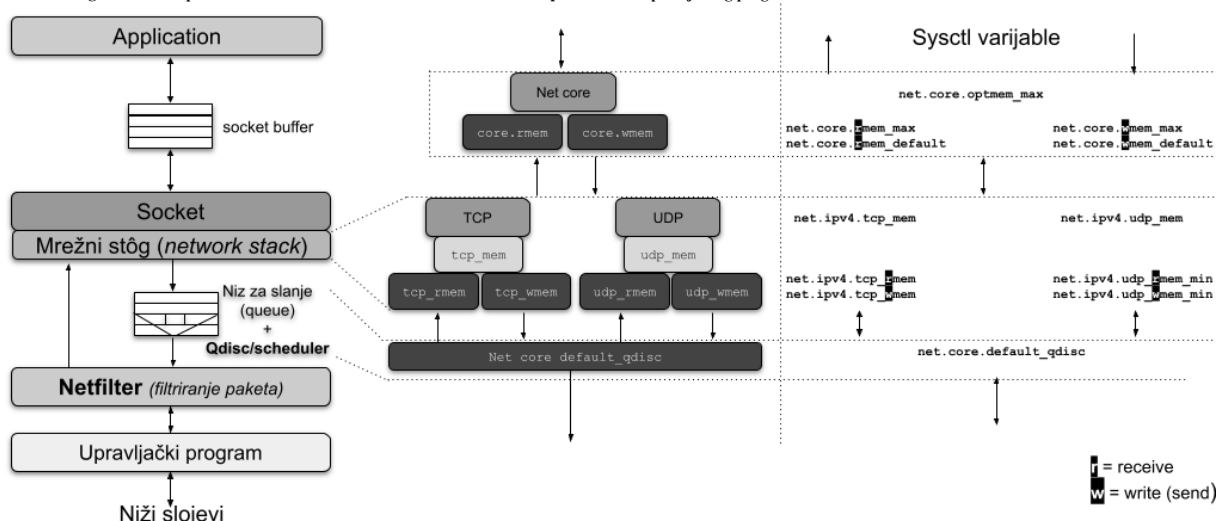 Application
socket buffer
Socket
Mrežni stôg (network stack)
Niz za slanje
(queue)
+
Qdisc/scheduler
Netfilter (filtriranje paketa)
Upravljački program
Niži slojevi
Net core
core.rmem
core.wmem
TCP
UDP
tcp_mem
udp_mem
tcp_rmem
tcp_wmem
udp_rmem
udp_wmem
Net core default_qdisc
Sysctl varijable
net.core.optmem_max
net.core.rmem_max
net.core.rmem_default
net.core.wmem_max
net.core.wmem_default
net.ipv4.tcp_mem
net.ipv4.udp_mem
net.ipv4.tcp_rmem
net.ipv4.tcp_wmem
net.ipv4.udp_rmem_min
net.ipv4.udp_wmem_min
net.core.default_qdisc
r = receive
w = write (send)